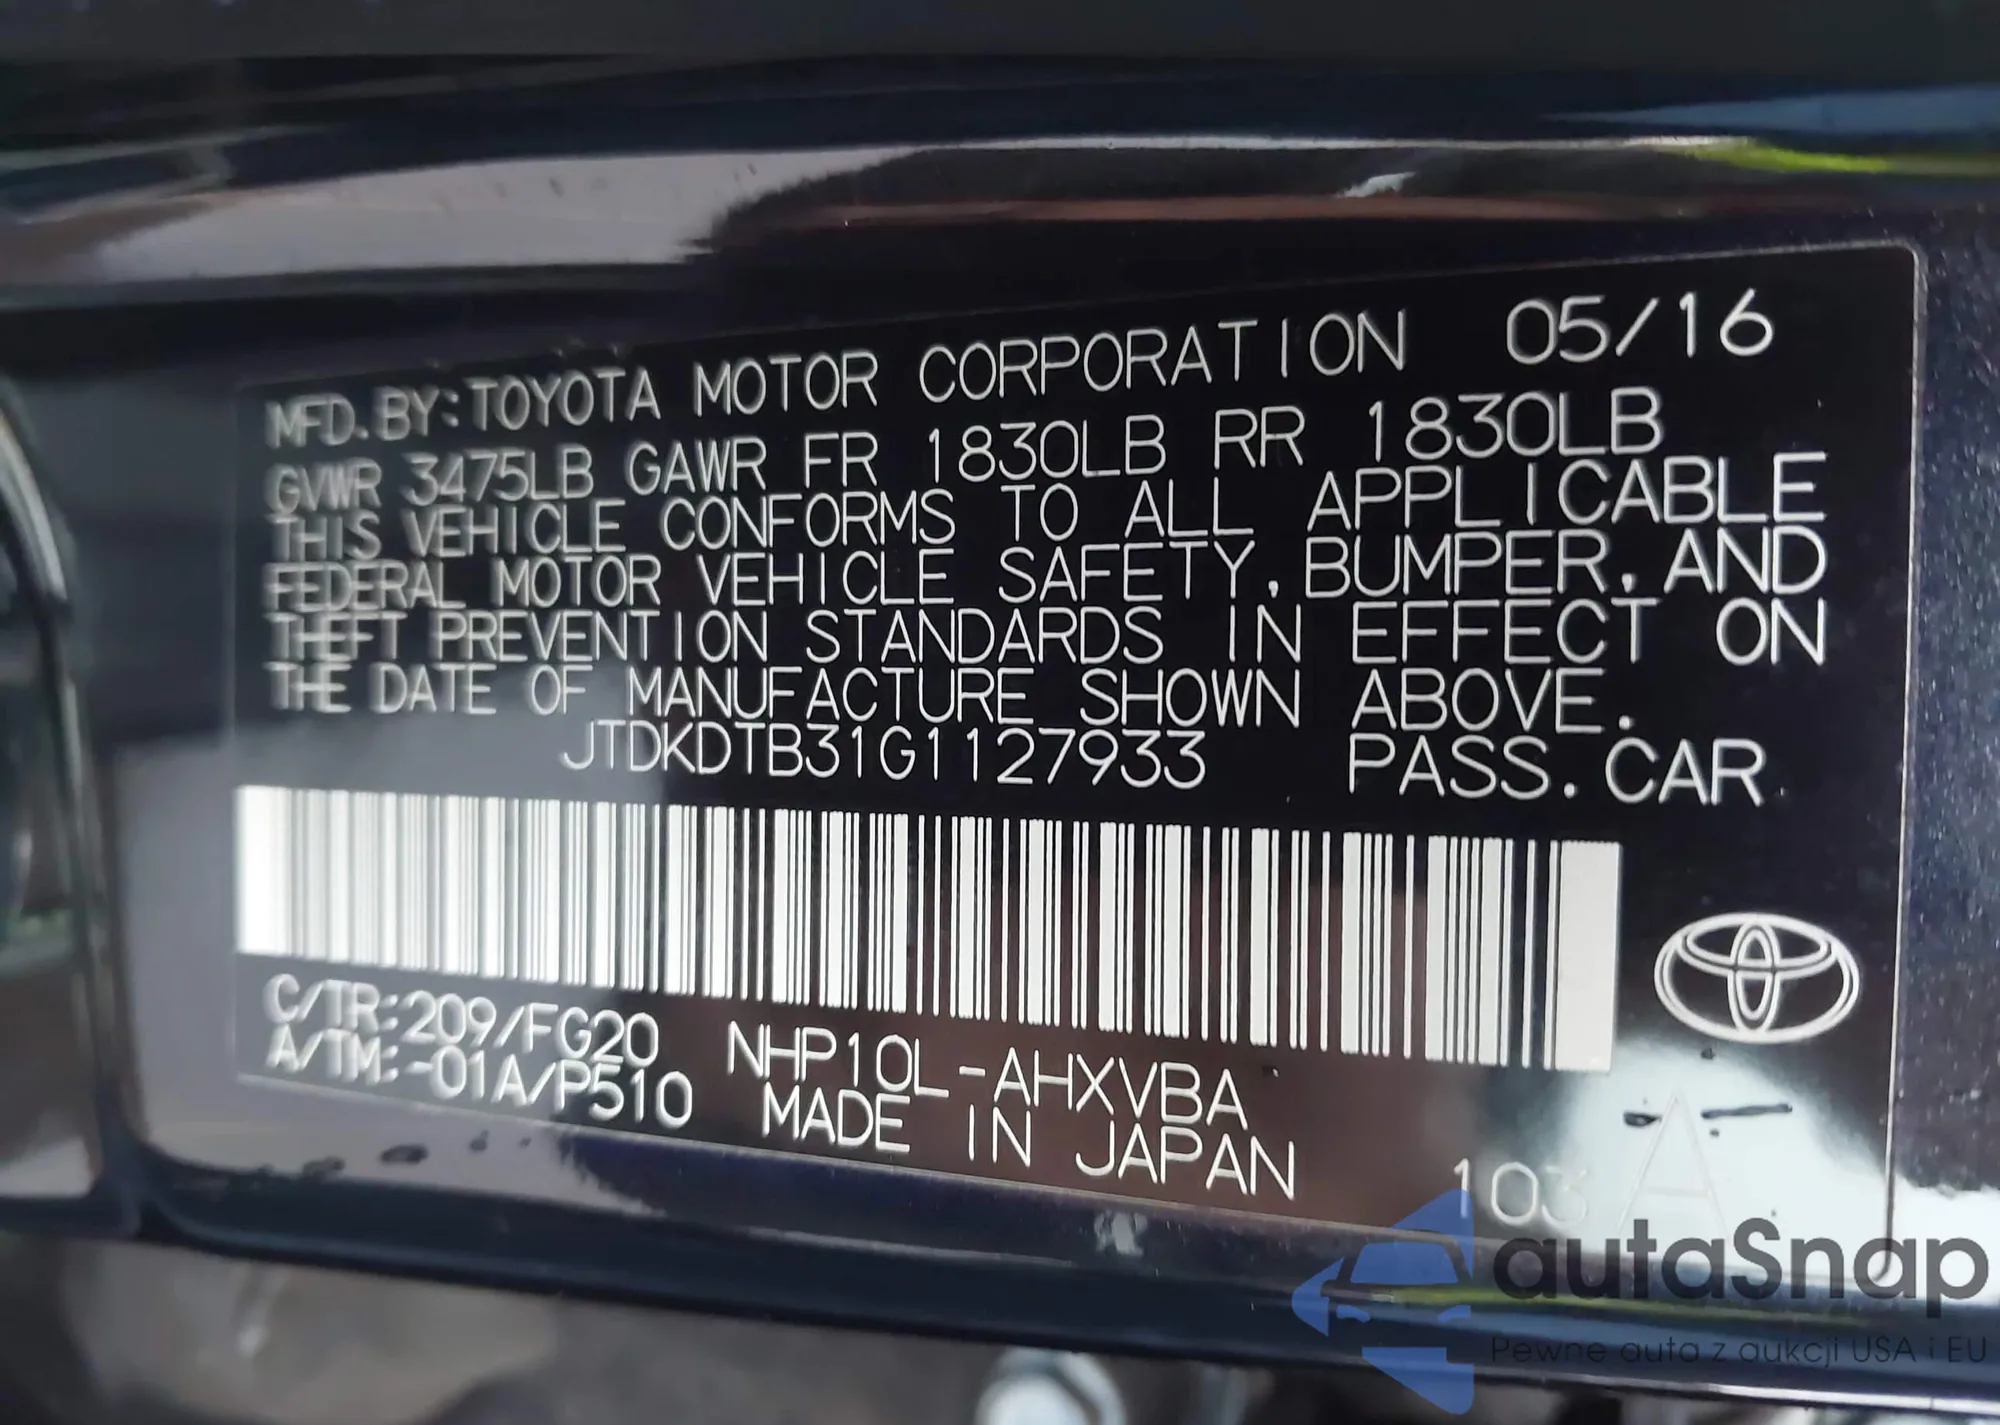 MFD. BY: TOYOTA MOTOR CORPORATION 05/16
GVWR 3475LB GAWR FR 1830LB RR 1830LB
THIS VEHICLE CONFORMS TO ALL APPLICABLE
FEDERAL MOTOR VEHICLE SAFETY, BUMPER, AND
THEFT PREVENTION STANDARDS IN EFFECT ON
THE DATE OF MANUFACTURE SHOWN ABOVE.
JTDKDTB31G1127933 PASS. CAR
C/TR:209/FG20 NHP10L-AHXVBA
A/TM:-01A/P510 MADE IN JAPAN
103 A
autaSnap
Pewne auta z aukcji USA i EU